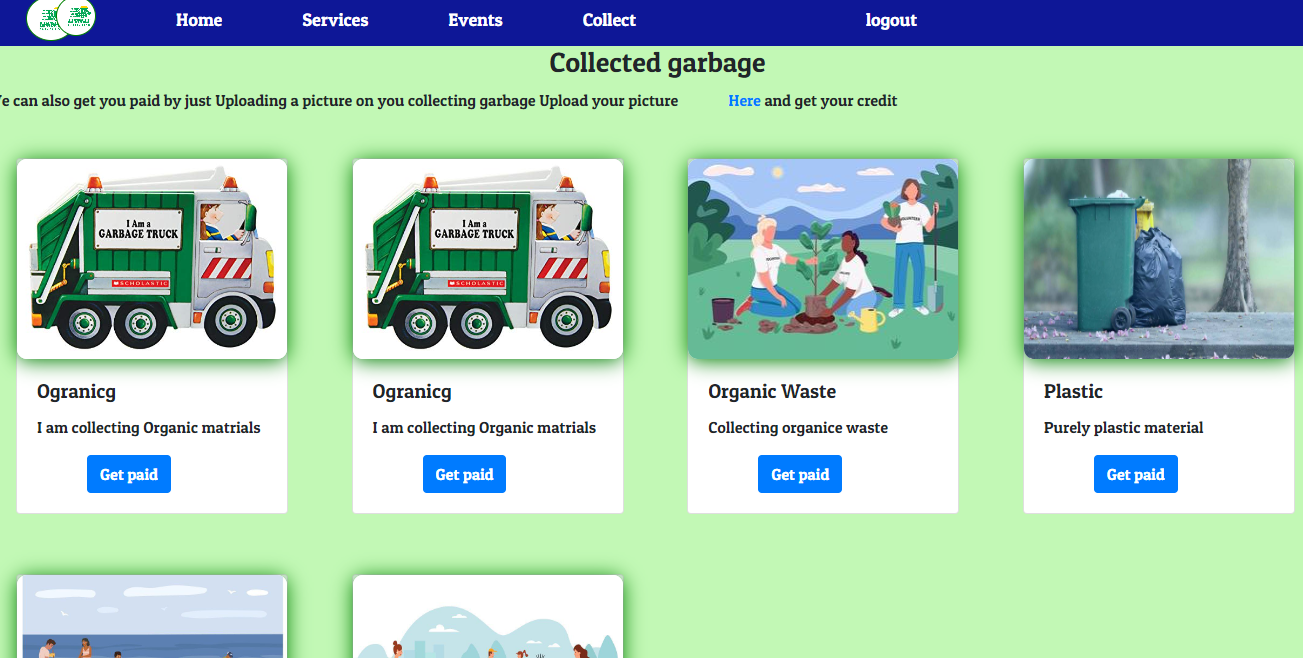 Home Services Events Collect logout
Collected garbage
e can also get you paid by just Uploading a picture on you collecting garbage Upload your picture Here and get your credit
I Am a
GARBAGE TRUCK
SCHOLASTIC
I Am a
GARBAGE TRUCK
SCHOLASTIC
VOLUNTEER
Ogranicg
I am collecting Organic matrials
Get paid
Ogranicg
I am collecting Organic matrials
Get paid
Organic Waste
Collecting organice waste
Get paid
Plastic
Purely plastic material
Get paid